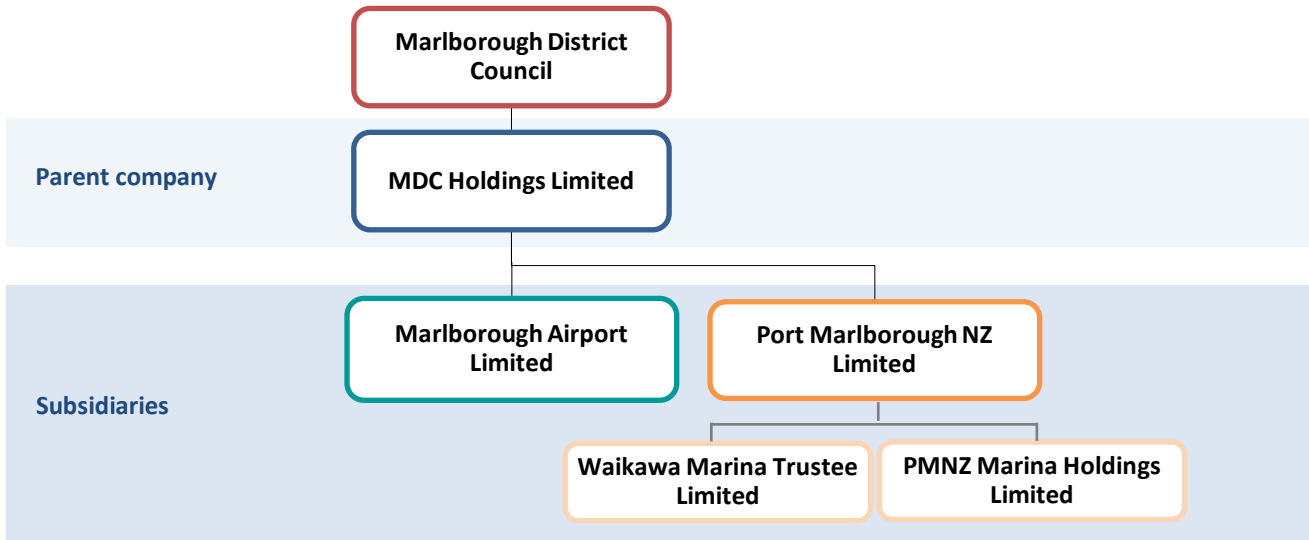 Marlborough District
Council
Parent company
MDC Holdings Limited
Marlborough Airport
Limited
Port Marlborough NZ
Limited
Subsidiaries
Waikawa Marina Trustee
Limited
PMNZ Marina Holdings
Limited